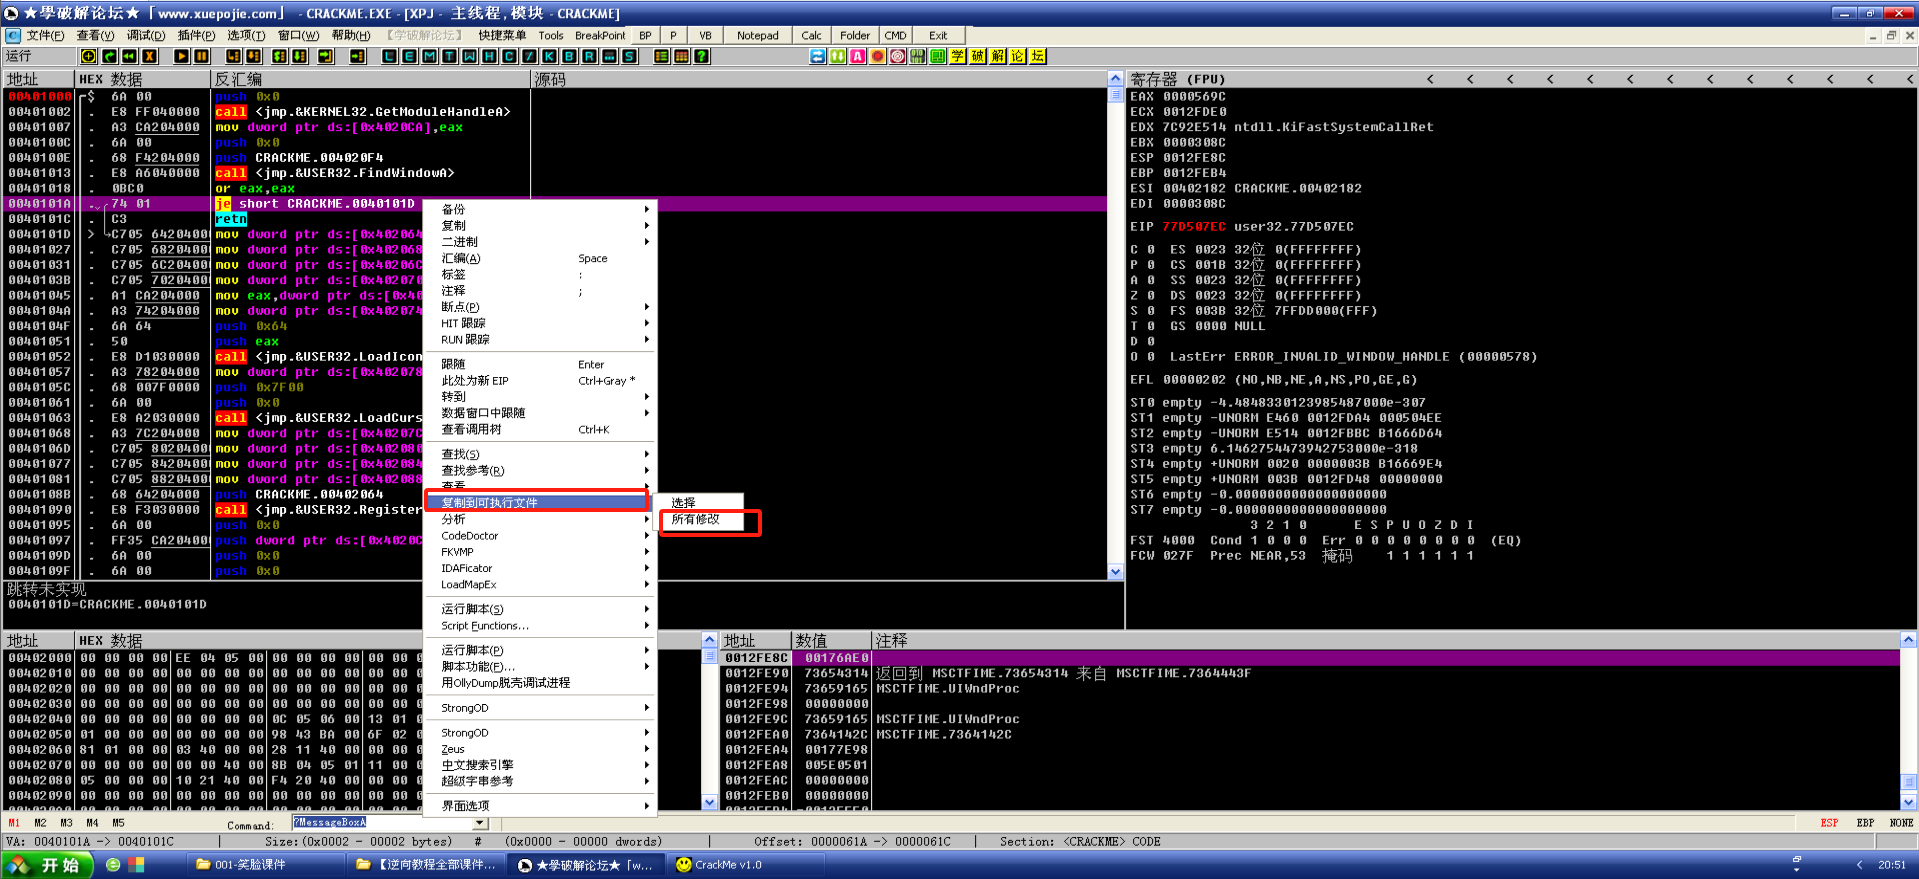 ★學破解论坛★「www.xuepojie.com」 - CRACKME.EXE - [XPJ - 主线程,模块 - CRACKME]
文件(F) 查看(V) 调试(D) 插件(P) 选项(T) 窗口(W) 帮助(H) 【学破解论坛】 快捷菜单 Tools BreakPoint BP P VB Notepad Calc Folder CMD Exit
运行 L E M T W H C / K B R ... S ? A 学 破 解 论 坛
地址 HEX 数据 反汇编 源码
00401000 $ 6A 00 push 0x0
00401002 . E8 FF040000 call <jmp.&KERNEL32.GetModuleHandleA>
00401007 . A3 CA204000 mov dword ptr ds:[0x4020CA],eax
0040100C . 6A 00 push 0x0
0040100E . 68 F4204000 push CRACKME.004020F4
00401013 . E8 A6040000 call <jmp.&USER32.FindWindowA>
00401018 . 0BC0 or eax,eax
0040101A . 74 01 je short CRACKME.0040101D
0040101C . C3 retn
0040101D > C705 64204000 mov dword ptr ds:[0x402064
00401027 . C705 68204000 mov dword ptr ds:[0x402068
00401031 . C705 6C204000 mov dword ptr ds:[0x40206C
0040103B . C705 70204000 mov dword ptr ds:[0x402070
00401045 . A1 CA204000 mov eax,dword ptr ds:[0x40
0040104A . A3 74204000 mov dword ptr ds:[0x402074
0040104F . 6A 64 push 0x64
00401051 . 50 push eax
00401052 . E8 D1030000 call <jmp.&USER32.LoadIcon
00401057 . A3 78204000 mov dword ptr ds:[0x402078
0040105C . 68 007F0000 push 0x7F00
00401061 . 6A 00 push 0x0
00401063 . E8 A2030000 call <jmp.&USER32.LoadCurs
00401068 . A3 7C204000 mov dword ptr ds:[0x40207C
0040106D . C705 80204000 mov dword ptr ds:[0x402080
00401077 . C705 84204000 mov dword ptr ds:[0x402084
00401081 . C705 88204000 mov dword ptr ds:[0x402088
0040108B . 68 64204000 push CRACKME.00402064
00401090 . E8 F3030000 call <jmp.&USER32.Register
00401095 . 6A 00 push 0x0
00401097 . FF35 CA204000 push dword ptr ds:[0x4020C
0040109D . 6A 00 push 0x0
0040109F . 6A 00 push 0x0
跳转未实现
0040101D=CRACKME.0040101D
备份
复制
二进制
汇编(A) Space
标签 :
注释 ;
断点(P)
HIT 跟踪
RUN 跟踪
跟随 Enter
此处为新 EIP Ctrl+Gray *
转到
数据窗口中跟随
查看调用树 Ctrl+K
查找(S)
查找参考(R)
查看
复制到可执行文件
分析
CodeDoctor
FKVMP
IDAFicator
LoadMapEx
运行脚本(S)
Script Functions...
运行脚本(P)
脚本功能(F)...
用OllyDump脱壳调试进程
StrongOD
StrongOD
Zeus
中文搜索引擎
超级字串参考
界面选项
选择
所有修改
寄存器 (FPU) < < < < < < < < < < < < <
EAX 0000569C
ECX 0012FDE0
EDX 7C92E514 ntdll.KiFastSystemCallRet
EBX 0000308C
ESP 0012FE8C
EBP 0012FEB4
ESI 00402182 CRACKME.00402182
EDI 0000308C
EIP 77D507EC user32.77D507EC
C 0 ES 0023 32位 0(FFFFFFFF)
P 0 CS 001B 32位 0(FFFFFFFF)
A 0 SS 0023 32位 0(FFFFFFFF)
Z 0 DS 0023 32位 0(FFFFFFFF)
S 0 FS 003B 32位 7FFDD000(FFF)
T 0 GS 0000 NULL
D 0
O 0 LastErr ERROR_INVALID_WINDOW_HANDLE (00000578)
EFL 00000202 (NO,NB,NE,A,NS,PO,GE,G)
ST0 empty -4.4848330123985487000e-307
ST1 empty -UNORM E460 0012FDA4 000504EE
ST2 empty -UNORM E514 0012FBBC B1666D64
ST3 empty 6.1462754473942753000e-318
ST4 empty +UNORM 0020 0000003B B16669E4
ST5 empty +UNORM 003B 0012FD48 00000000
ST6 empty -0.0000000000000000000
ST7 empty -0.0000000000000000000
3 2 1 0 E S P U O Z D I
FST 4000 Cond 1 0 0 0 Err 0 0 0 0 0 0 0 0 (EQ)
FCW 027F Prec NEAR,53 掩码 1 1 1 1 1 1
地址 HEX 数据
00402000 00 00 00 00 EE 04 05 00 00 00 00 00 00 00 0
00402010 00 00 00 00 00 00 00 00 00 00 00 00 00 00 0
00402020 00 00 00 00 00 00 00 00 00 00 00 00 00 00 0
00402030 00 00 00 00 00 00 00 00 00 00 00 00 00 00 0
00402040 00 00 00 00 00 00 00 00 0C 05 06 00 13 01 0
00402050 01 00 00 00 00 00 00 00 98 43 BA 00 6F 02 0
00402060 81 01 00 00 03 40 00 00 28 11 40 00 00 00 0
00402070 00 00 00 00 00 00 40 00 8B 04 05 01 11 00 0
00402080 05 00 00 00 10 21 40 00 F4 20 40 00 00 00 0
00402090 00 00 00 00 00 00 00 00 00 00 00 00 00 00 0
地址 数值 注释
0012FE8C 00176AE0
0012FE90 73654314 返回到 MSCTFIME.73654314 来自 MSCTFIME.7364443F
0012FE94 73659165 MSCTFIME.UIWndProc
0012FE98 00000000
0012FE9C 73659165 MSCTFIME.UIWndProc
0012FEA0 7364142C MSCTFIME.7364142C
0012FEA4 00177E98
0012FEA8 005E0501
0012FEAC 00000000
0012FEB0 00000000
M1 M2 M3 M4 M5 Command: ?MessageBoxA ESP EBP NONE
VA: 0040101A -> 0040101C Size:(0x0002 - 00002 bytes) # (0x0000 - 00000 dwords) Offset: 0000061A -> 0000061C Section: <CRACKME> CODE
开始 001-笑脸课件 【逆向教程全部课件... ★學破解论坛★「w... CrackMe v1.0 < 20:51